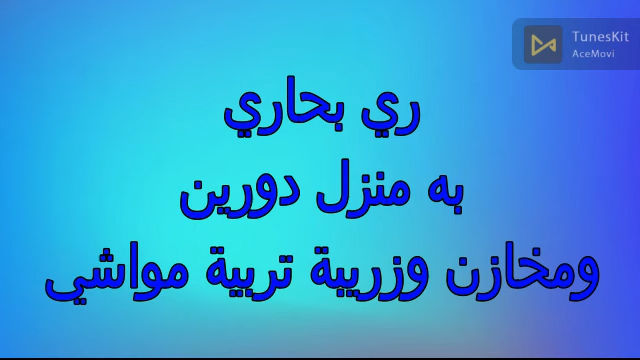 TunesKit
AceMovi
ري بحاري
به منزل دورين
ومخازن وزريبة تربية مواشي